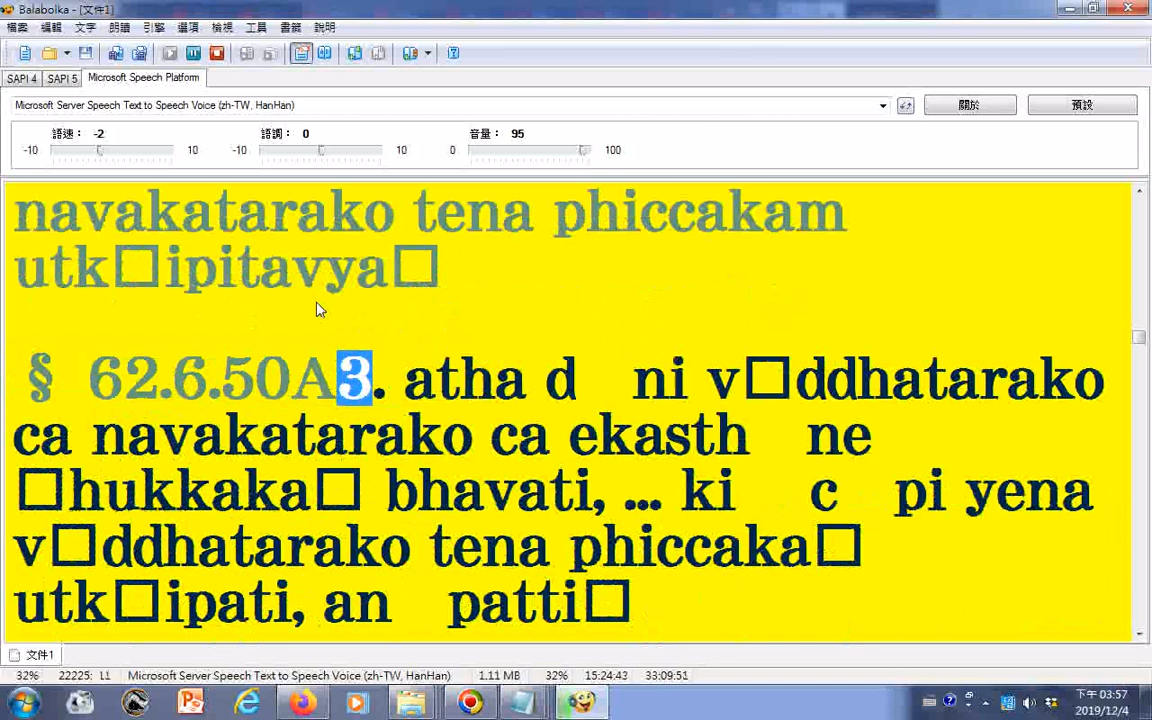 Balabolka - [文件1]
檔案 編輯 文字 朗讀 引擎 選項 檢視 工具 書籤 說明
SAPI 4 SAPI 5 Microsoft Speech Platform
Microsoft Server Speech Text to Speech Voice (zh-TW, HanHan) 關於 預設
語速： -2 語調： 0 音量： 95
-10 10 -10 10 0 100
navakatarako tena phiccakam
utk□ipitavya□
§ 62.6.50A3. atha d ni v□ddhatarako
ca navakatarako ca ekasth ne
□hukkaka□ bhavati, ... ki c pi yena
v□ddhatarako tena phiccaka□
utk□ipati, an patti□
文件1
32% 22225: 11 Microsoft Server Speech Text to Speech Voice (zh-TW, HanHan) 1.11 MB 32% 15:24:43 33:09:51
下午 03:57
2019/12/4